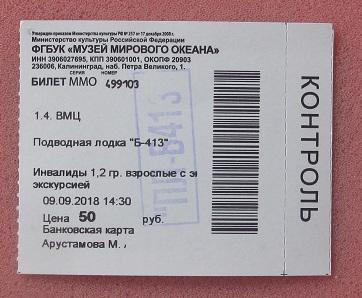 Утвержден приказом Министерства культуры РФ № 257 от 17 декабря 2008 г.
Министерство культуры Российской Федерации
ФГБУК «МУЗЕЙ МИРОВОГО ОКЕАНА»
ИНН 3906027695, КПП 390601001, ОКОПФ 20903
236006, Калининград, наб. Петра Великого, 1.
СЕРИЯ НОМЕР
БИЛЕТ ММО 499103
1.4. ВМЦ
Подводная лодка "Б-413"
Инвалиды 1,2 гр. взрослые с э
экскурсией
09.09.2018 14:30
Цена 50 руб.
Банковская карта
Арустамова М.
КОНТРОЛЬ
"ПЛ-Б413"